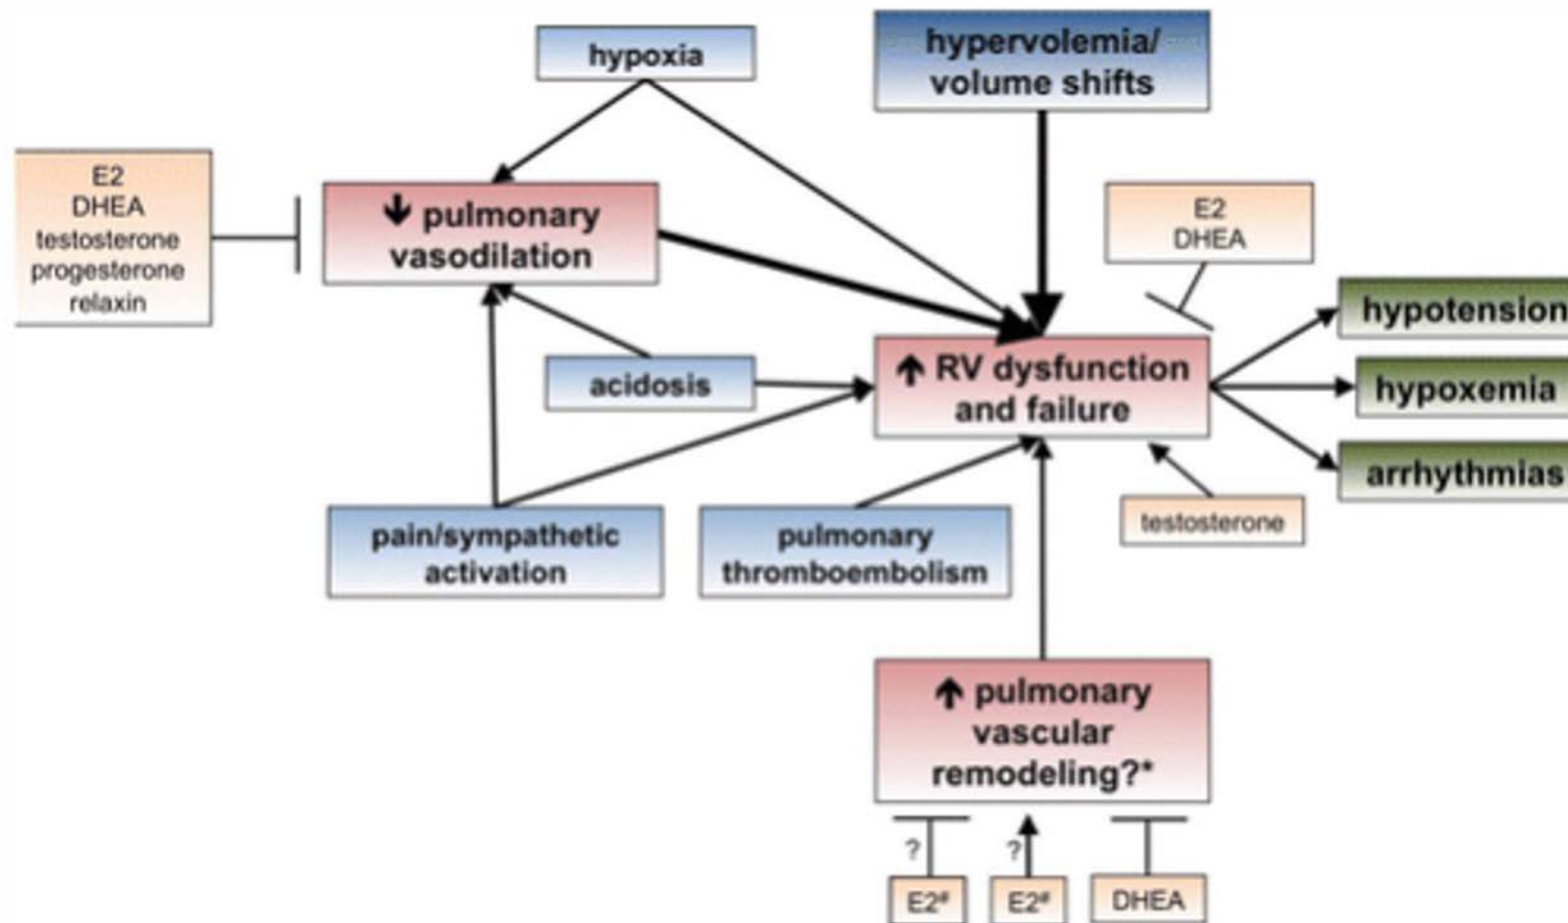 hypoxia
hypervolemia/
volume shifts
E2
DHEA
testosterone
progesterone
relaxin
↓ pulmonary
vasodilation
E2
DHEA
hypotension
acidosis
↑ RV dysfunction
and failure
hypoxemia
arrhythmias
pain/sympathetic
activation
pulmonary
thromboembolism
testosterone
↑ pulmonary
vascular
remodeling?*
?
?
E2#
E2#
DHEA